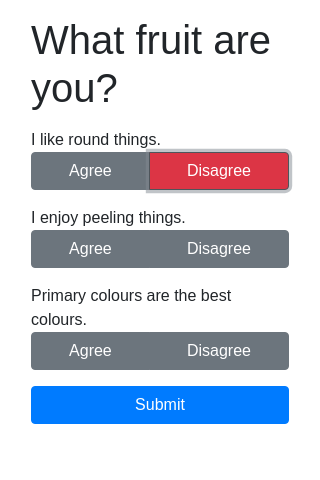 What fruit are
you?
I like round things.
Agree Disagree
I enjoy peeling things.
Agree Disagree
Primary colours are the best
colours.
Agree Disagree
Submit